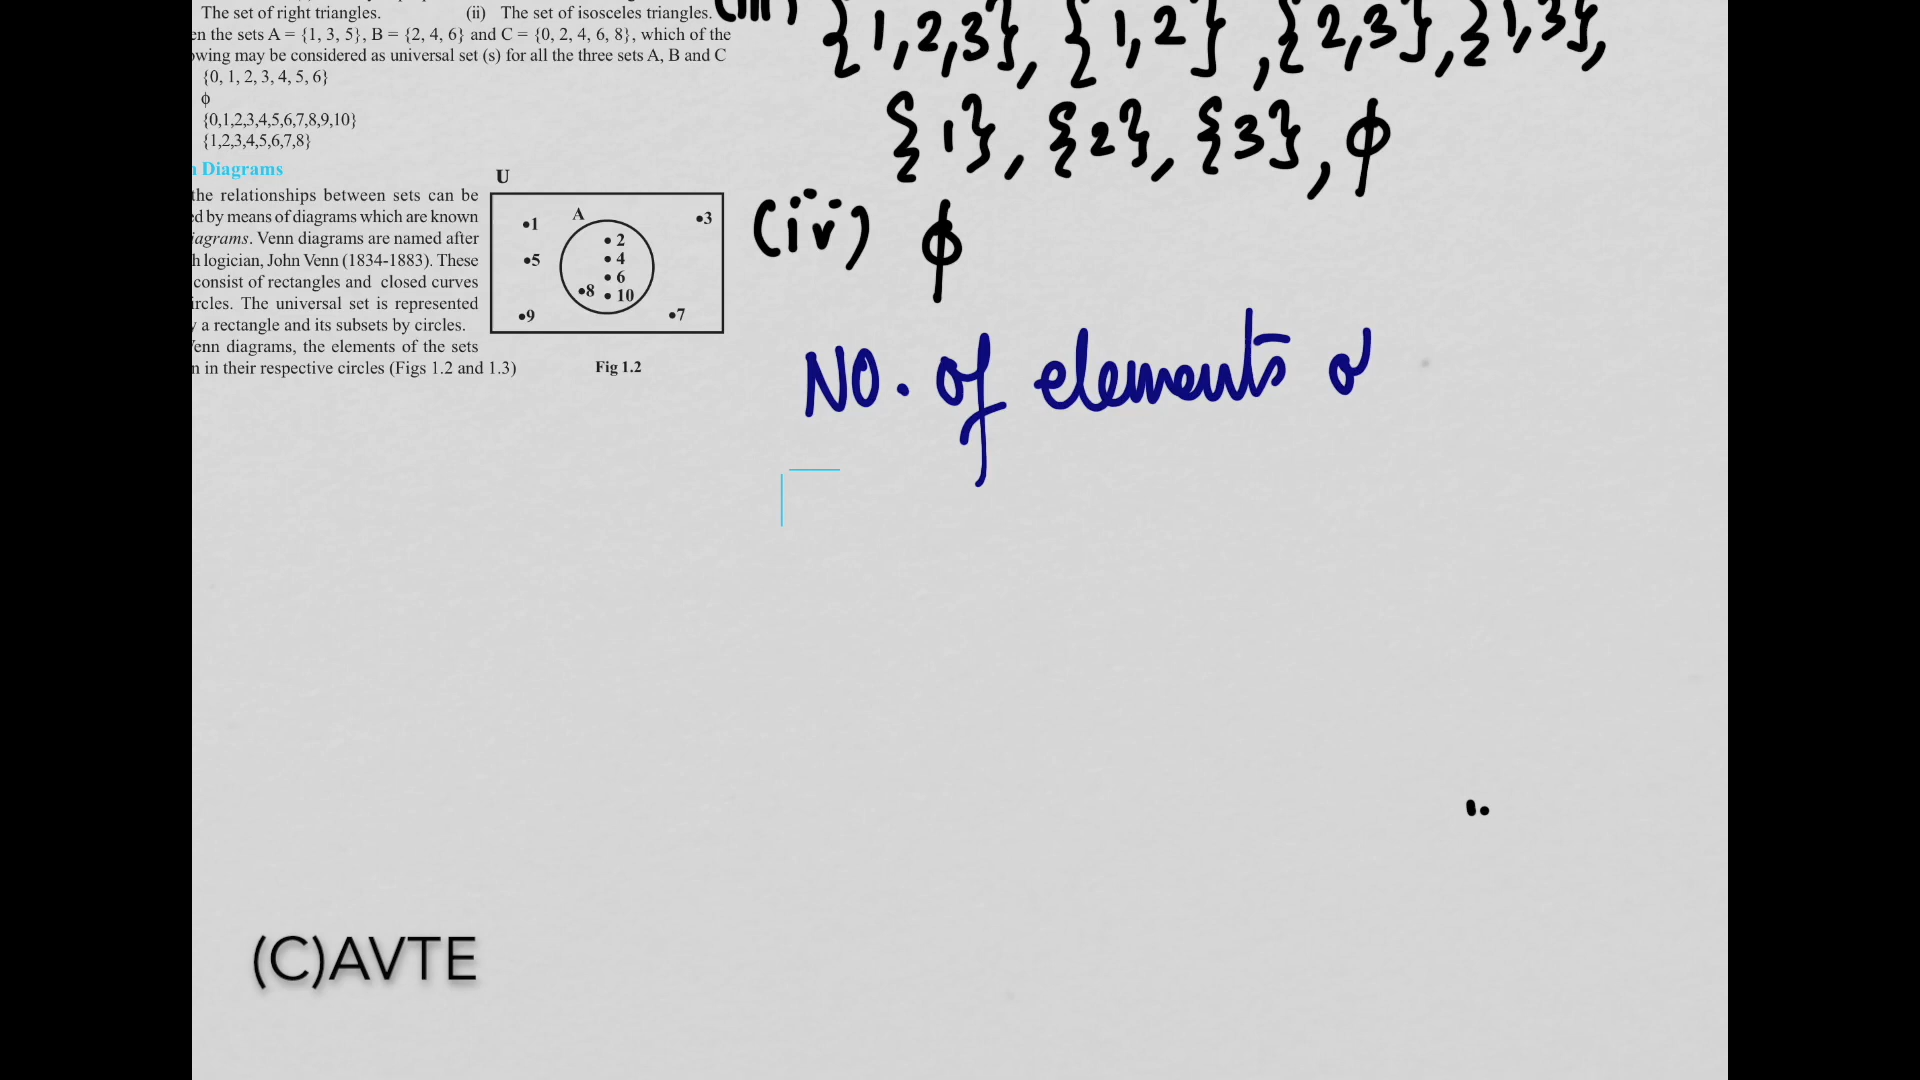 The set of right triangles. (ii) The set of isosceles triangles.
en the sets A = {1, 3, 5}, B = {2, 4, 6} and C = {0, 2, 4, 6, 8}, which of the
owing may be considered as universal set (s) for all the three sets A, B and C
{0, 1, 2, 3, 4, 5, 6}
ϕ
{0,1,2,3,4,5,6,7,8,9,10}
{1,2,3,4,5,6,7,8}
n Diagrams
the relationships between sets can be
ed by means of diagrams which are known
iagrams. Venn diagrams are named after
h logician, John Venn (1834-1883). These
consist of rectangles and closed curves
ircles. The universal set is represented
y a rectangle and its subsets by circles.
Venn diagrams, the elements of the sets
n in their respective circles (Figs 1.2 and 1.3)
U
A
•1
•3
• 2
•5
• 4
• 6
•8
• 10
•9
•7
Fig 1.2
(iii) {1,2,3}, {1,2}, {2,3}, {1,3},
{1}, {2}, {3}, ϕ
(iv) ϕ
NO. of elements o
(C)AVTE